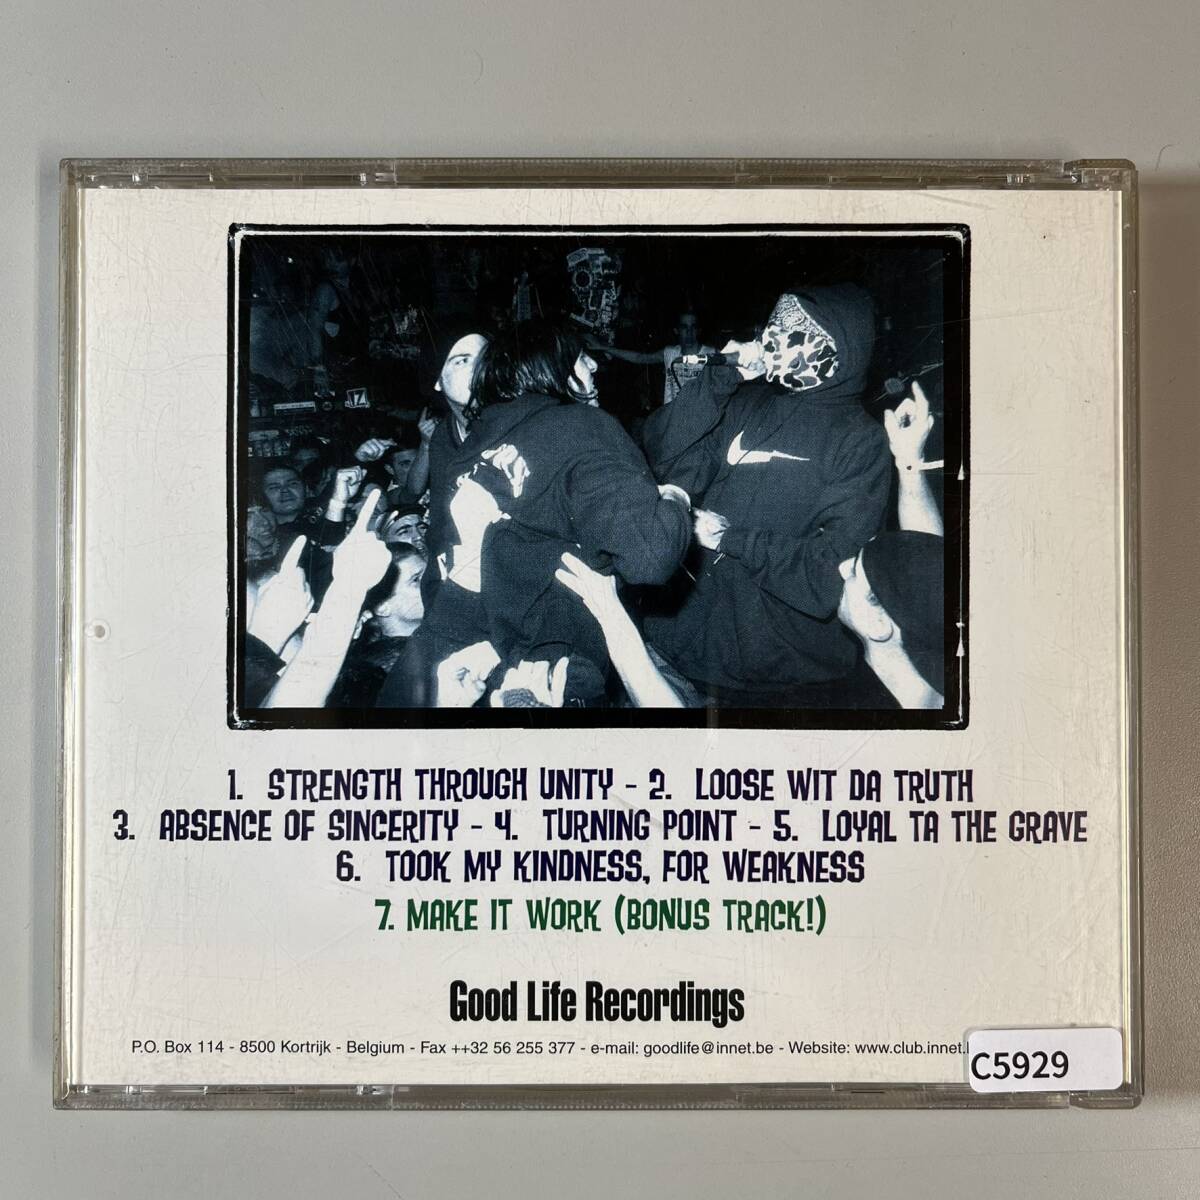 1. STRENGTH THROUGH UNITY - 2. LOOSE WIT DA TRUTH
3. ABSENCE OF SINCERITY - 4. TURNING POINT - 5. LOYAL TA THE GRAVE
6. TOOK MY KINDNESS, FOR WEAKNESS
7. MAKE IT WORK (BONUS TRACK!)
Good Life Recordings
P.O. Box 114 - 8500 Kortrijk - Belgium - Fax ++32 56 255 377 - e-mail: goodlife@innet.be - Website: www.club.innet.
C5929